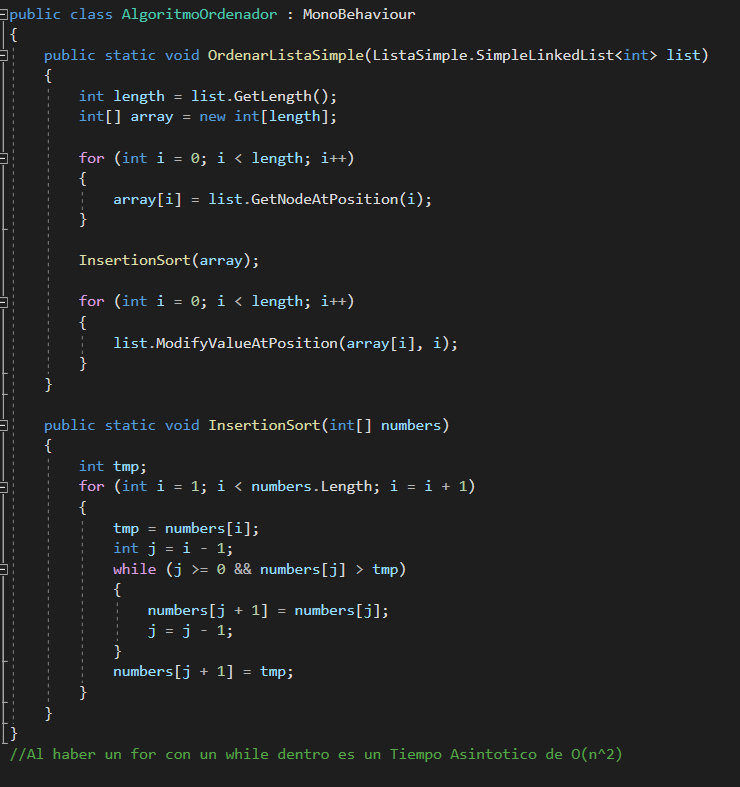 public class AlgoritmoOrdenador : MonoBehaviour
{
    public static void OrdenarListaSimple(ListaSimple.SimpleLinkedList<int> list)
    {
        int length = list.GetLength();
        int[] array = new int[length];

        for (int i = 0; i < length; i++)
        {
            array[i] = list.GetNodeAtPosition(i);
        }

        InsertionSort(array);

        for (int i = 0; i < length; i++)
        {
            list.ModifyValueAtPosition(array[i], i);
        }
    }

    public static void InsertionSort(int[] numbers)
    {
        int tmp;
        for (int i = 1; i < numbers.Length; i = i + 1)
        {
            tmp = numbers[i];
            int j = i - 1;
            while (j >= 0 && numbers[j] > tmp)
            {
                numbers[j + 1] = numbers[j];
                j = j - 1;
            }
            numbers[j + 1] = tmp;
        }
    }
}
//Al haber un for con un while dentro es un Tiempo Asintotico de O(n^2)